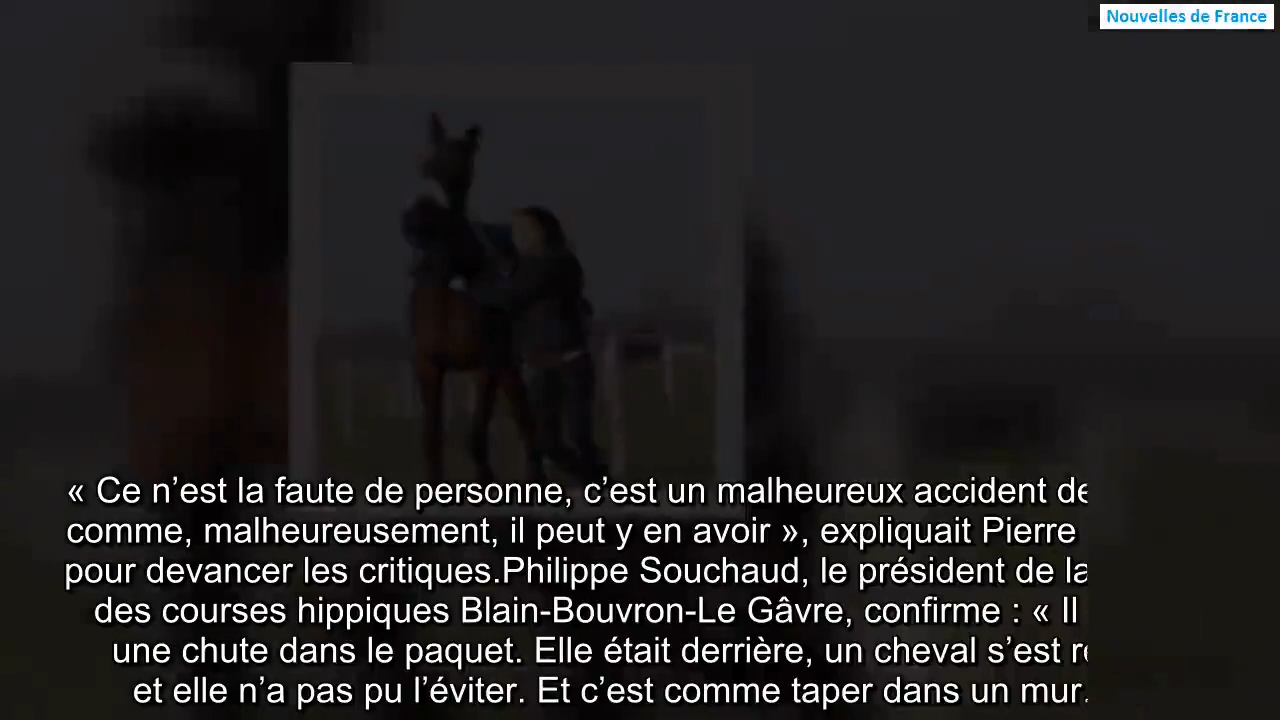 Nouvelles de France
« Ce n’est la faute de personne, c’est un malheureux accident de
comme, malheureusement, il peut y en avoir », expliquait Pierre
pour devancer les critiques.Philippe Souchaud, le président de la
des courses hippiques Blain-Bouvron-Le Gâvre, confirme : « Il
une chute dans le paquet. Elle était derrière, un cheval s’est
et elle n’a pas pu l’éviter. Et c’est comme taper dans un mur.